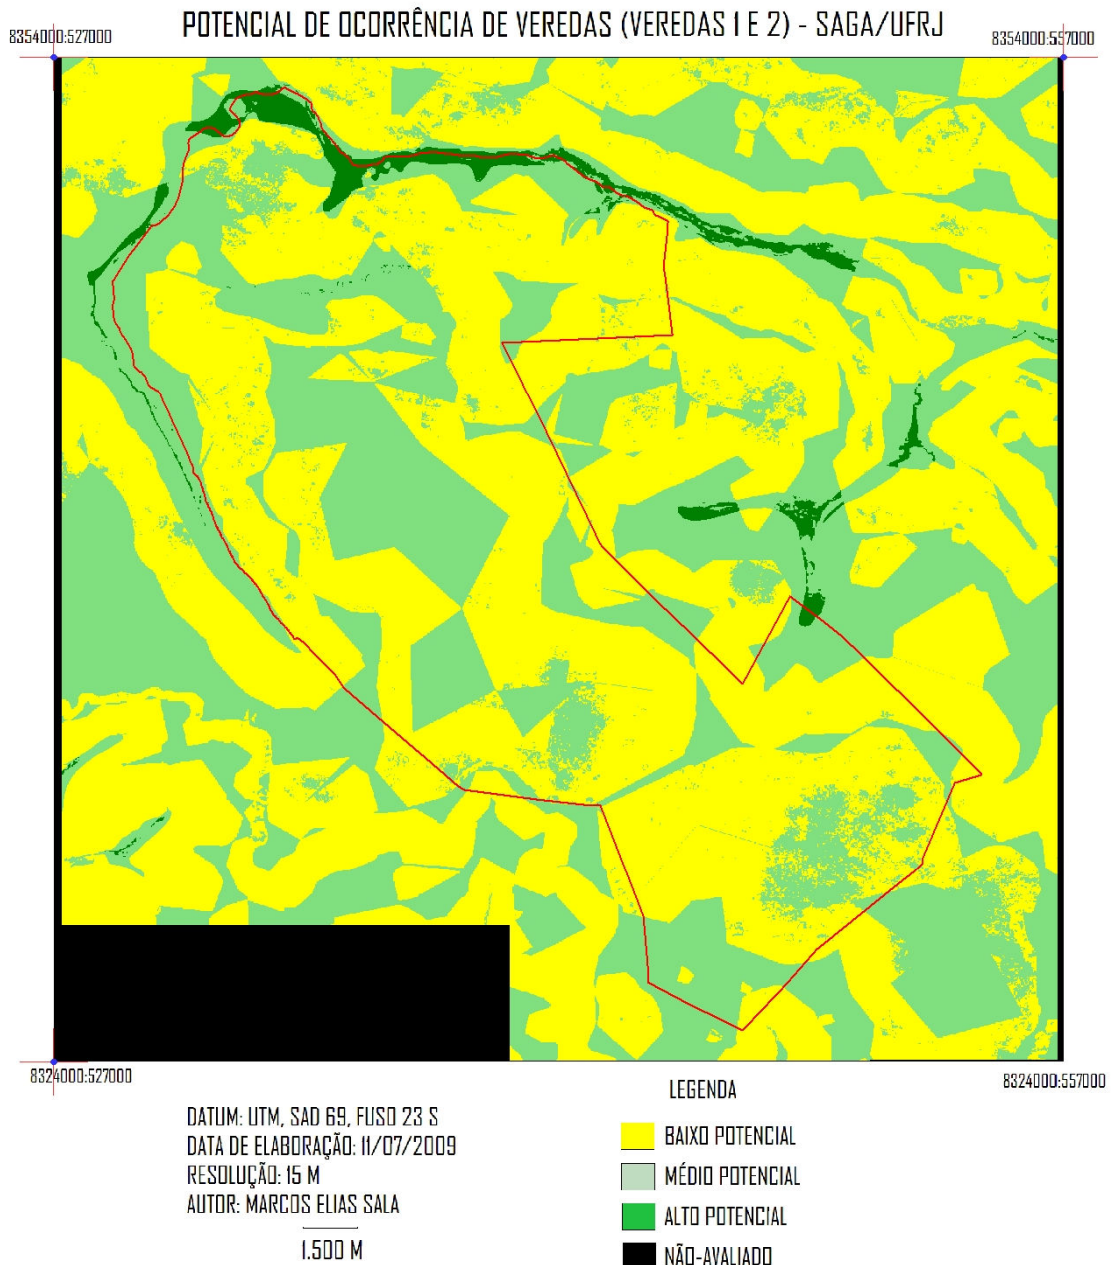 POTENCIAL DE OCORRÊNCIA DE VEREDAS (VEREDAS 1 E 2) - SAGA/UFRJ
8354000:527000
8354000:557000
8324000:527000
8324000:557000
DATUM: UTM, SAD 69, FUSO 23 S
DATA DE ELABORAÇÃO: 11/07/2009
RESOLUÇÃO: 15 M
AUTOR: MARCOS ELIAS SALA
1.500 M
LEGENDA
BAIXO POTENCIAL
MÉDIO POTENCIAL
ALTO POTENCIAL
NÃO-AVALIADO